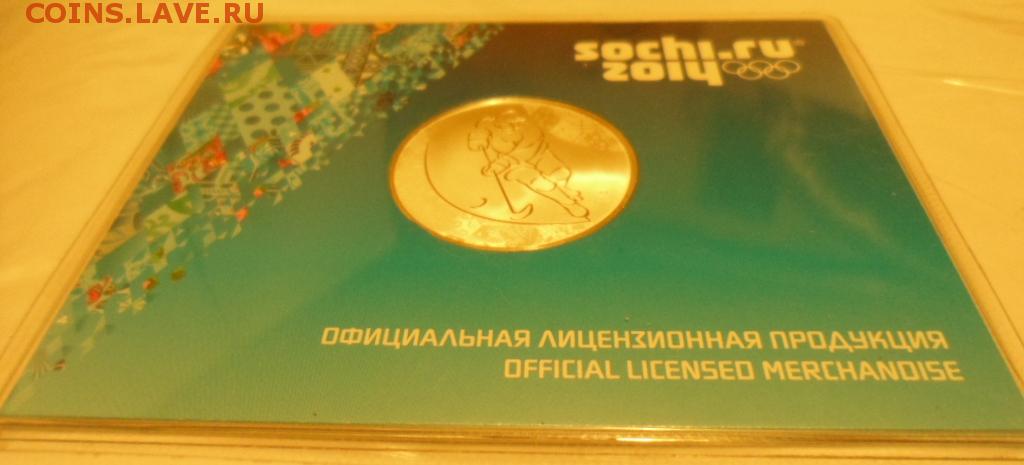 COINS.LAVE.RU
sochi.ru
2014
ОФИЦИАЛЬНАЯ ЛИЦЕНЗИОННАЯ ПРОДУКЦИЯ
OFFICIAL LICENSED MERCHANDISE